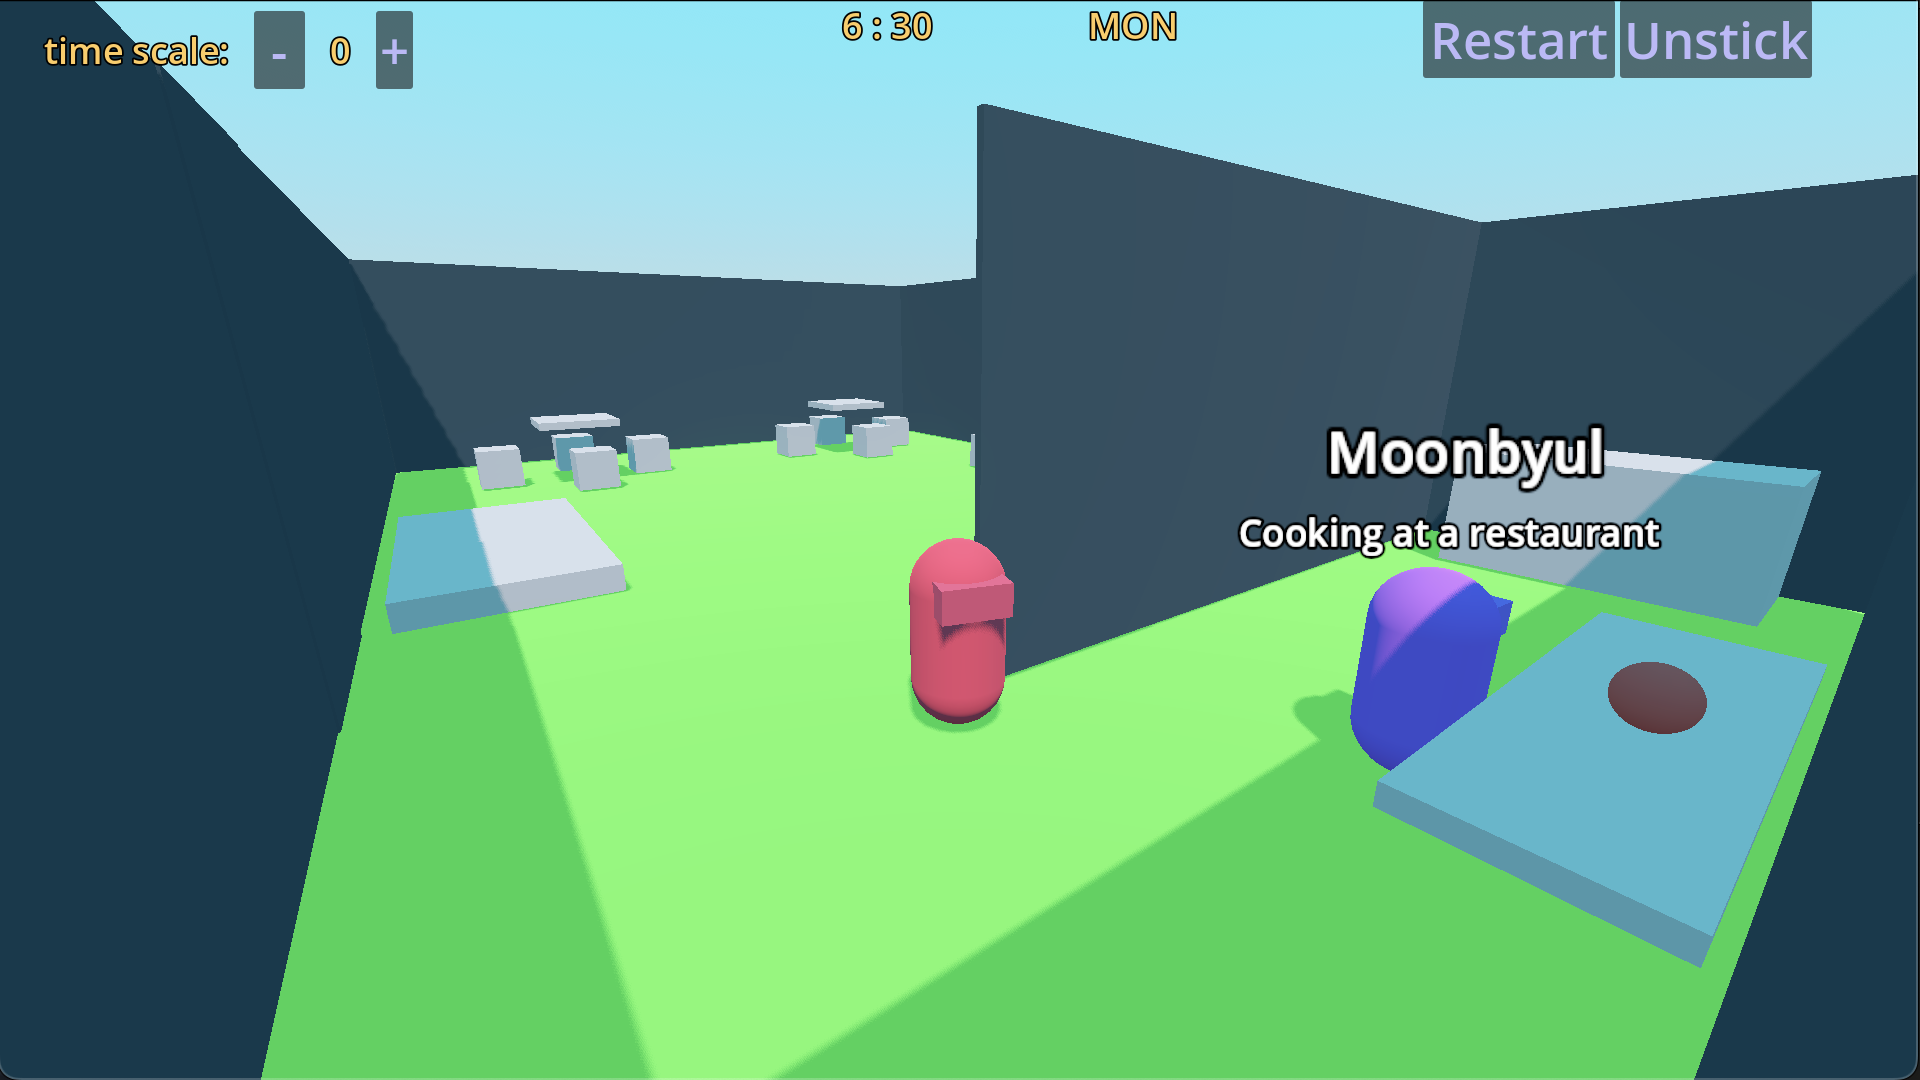 time scale: - 0 +
6 : 30 MON
Restart Unstick
Moonbyul
Cooking at a restaurant